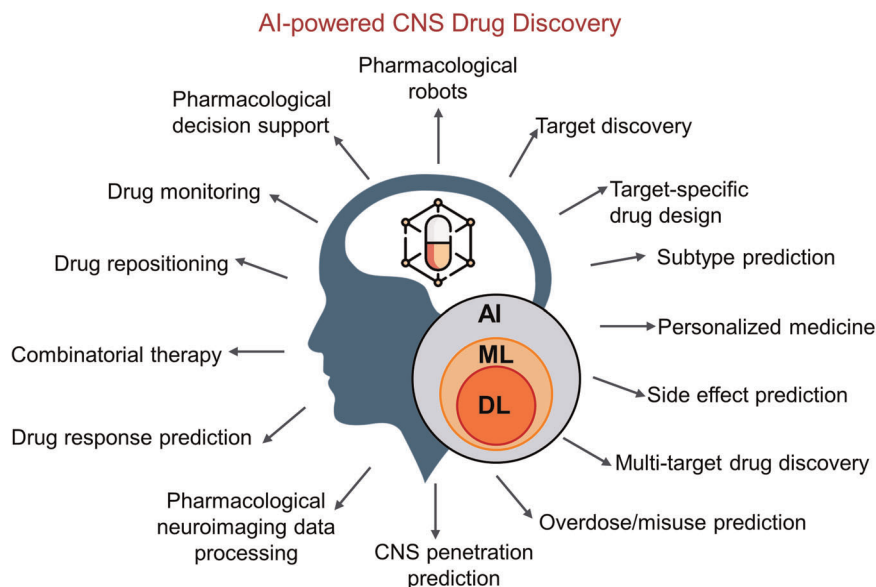 AI-powered CNS Drug Discovery
Pharmacological
robots
Pharmacological
decision support
Target discovery
Drug monitoring
Target-specific
drug design
Drug repositioning
Subtype prediction
AI
Personalized medicine
Combinatorial therapy
ML
Side effect prediction
DL
Drug response prediction
Multi-target drug discovery
Pharmacological
neuroimaging data
processing
Overdose/misuse prediction
CNS penetration
prediction